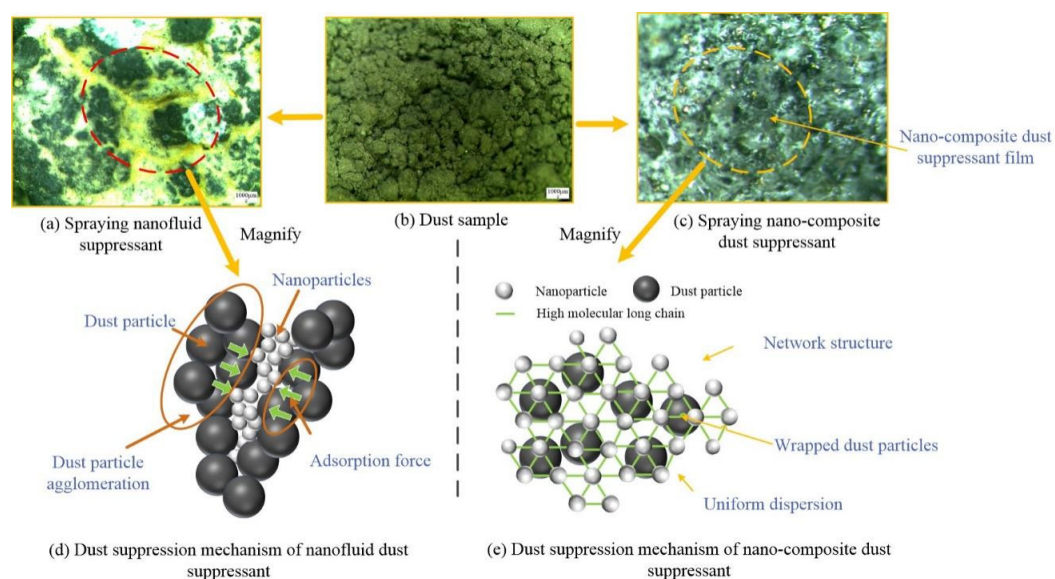 1000μm
1000μm
1000μm
Nano-composite dust
suppressant film
(a) Spraying nanofluid
suppressant
(b) Dust sample
(c) Spraying nano-composite
dust suppressant
Magnify
Magnify
Nanoparticles
Dust particle
Dust particle
agglomeration
Adsorption force
Nanoparticle
Dust particle
High molecular long chain
Network structure
Wrapped dust particles
Uniform dispersion
(d) Dust suppression mechanism of nanofluid dust
suppressant
(e) Dust suppression mechanism of nano-composite dust
suppressant